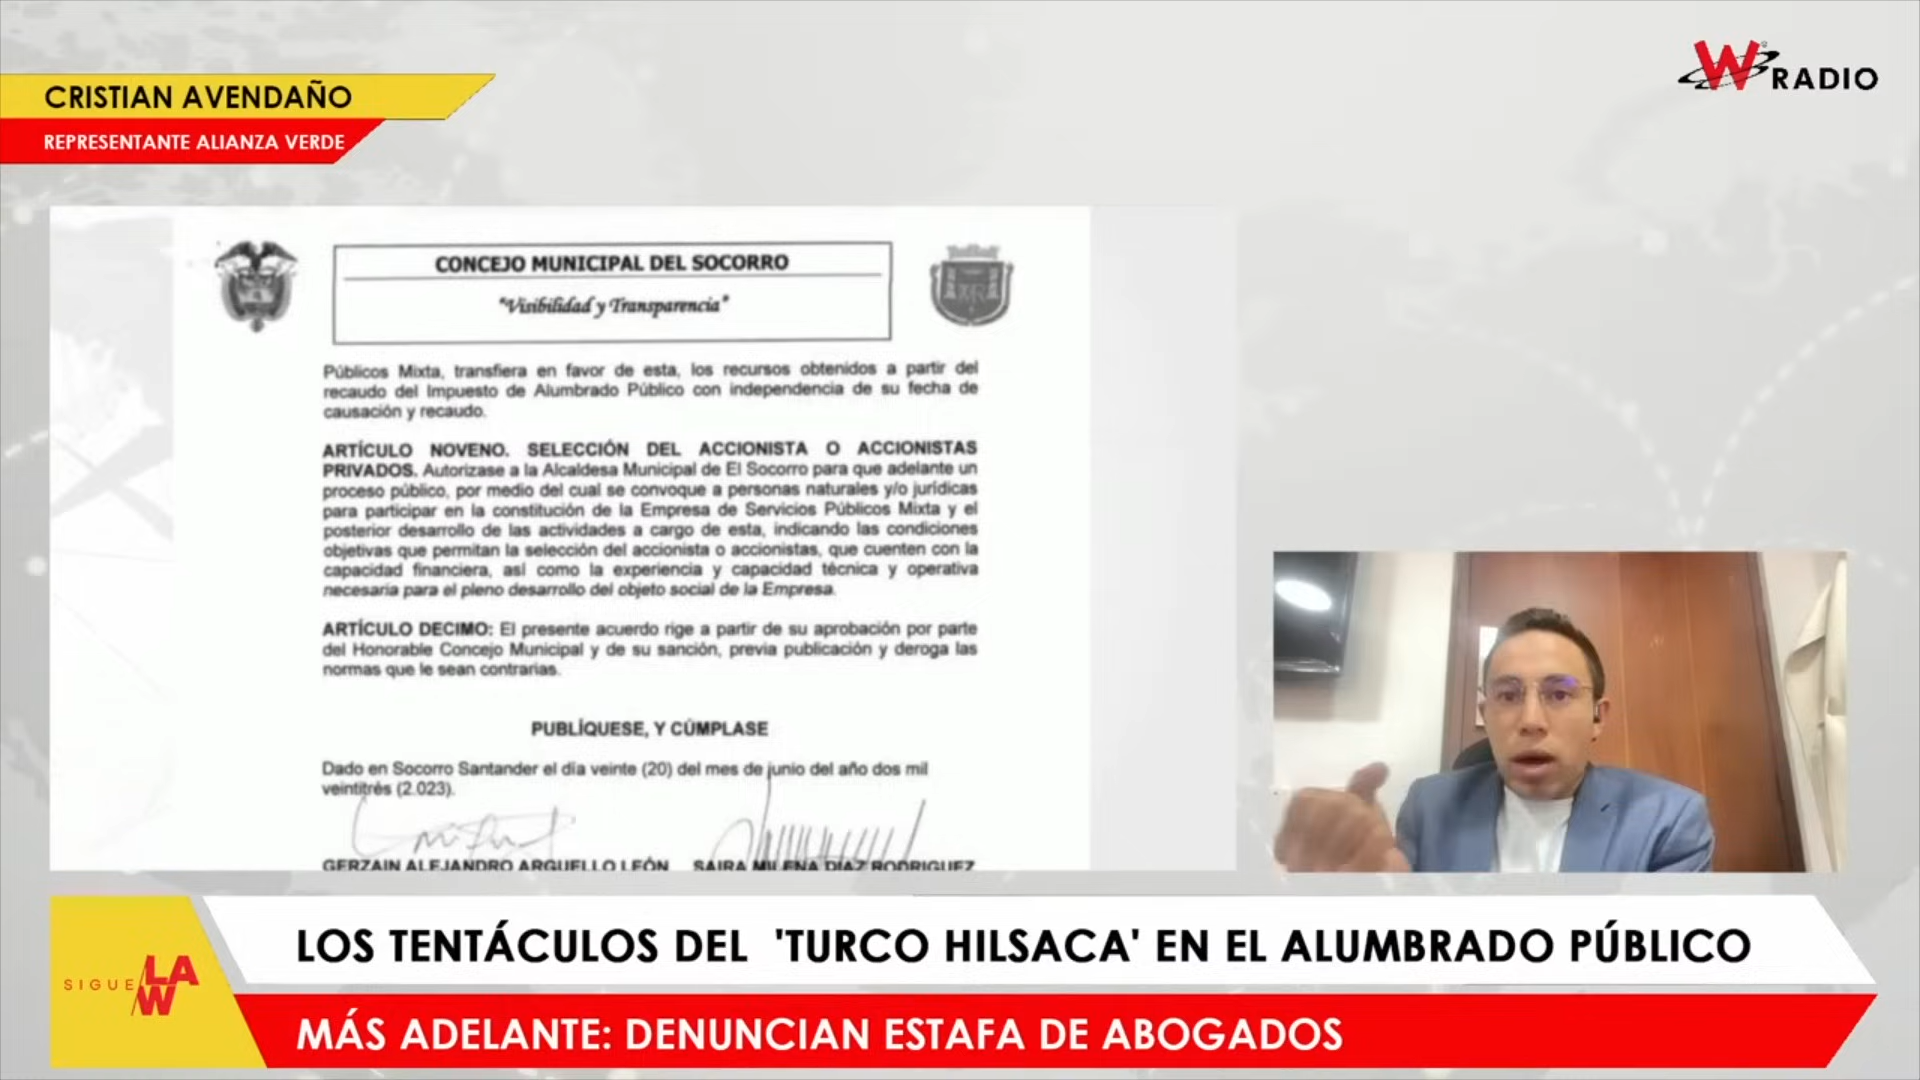 CRISTIAN AVENDAÑO
REPRESENTANTE ALIANZA VERDE
W RADIO
CONCEJO MUNICIPAL DEL SOCORRO
"Visibilidad y Transparencia"
Públicos Mixta, transfiera en favor de esta, los recursos obtenidos a partir del
recaudo del Impuesto de Alumbrado Público con independencia de su fecha de
causación y recaudo.
ARTÍCULO NOVENO. SELECCIÓN DEL ACCIONISTA O ACCIONISTAS
PRIVADOS. Autorízase a la Alcaldesa Municipal de El Socorro para que adelante un
proceso público, por medio del cual se convoque a personas naturales y/o jurídicas
para participar en la constitución de la Empresa de Servicios Públicos Mixta y el
posterior desarrollo de las actividades a cargo de esta, indicando las condiciones
objetivas que permitan la selección del accionista o accionistas, que cuenten con la
capacidad financiera, así como la experiencia y capacidad técnica y operativa
necesaria para el pleno desarrollo del objeto social de la Empresa.
ARTÍCULO DECIMO: El presente acuerdo rige a partir de su aprobación por parte
del Honorable Concejo Municipal y de su sanción, previa publicación y deroga las
normas que le sean contrarias.
PUBLÍQUESE, Y CÚMPLASE
Dado en Socorro Santander el día veinte (20) del mes de junio del año dos mil
veintitrés (2.023).
GERZAIN ALEJANDRO ARGUELLO LEÓN SAIRA MILENA DIAZ RODRIGUEZ
SIGUE LA W
LOS TENTÁCULOS DEL 'TURCO HILSACA' EN EL ALUMBRADO PÚBLICO
MÁS ADELANTE: DENUNCIAN ESTAFA DE ABOGADOS